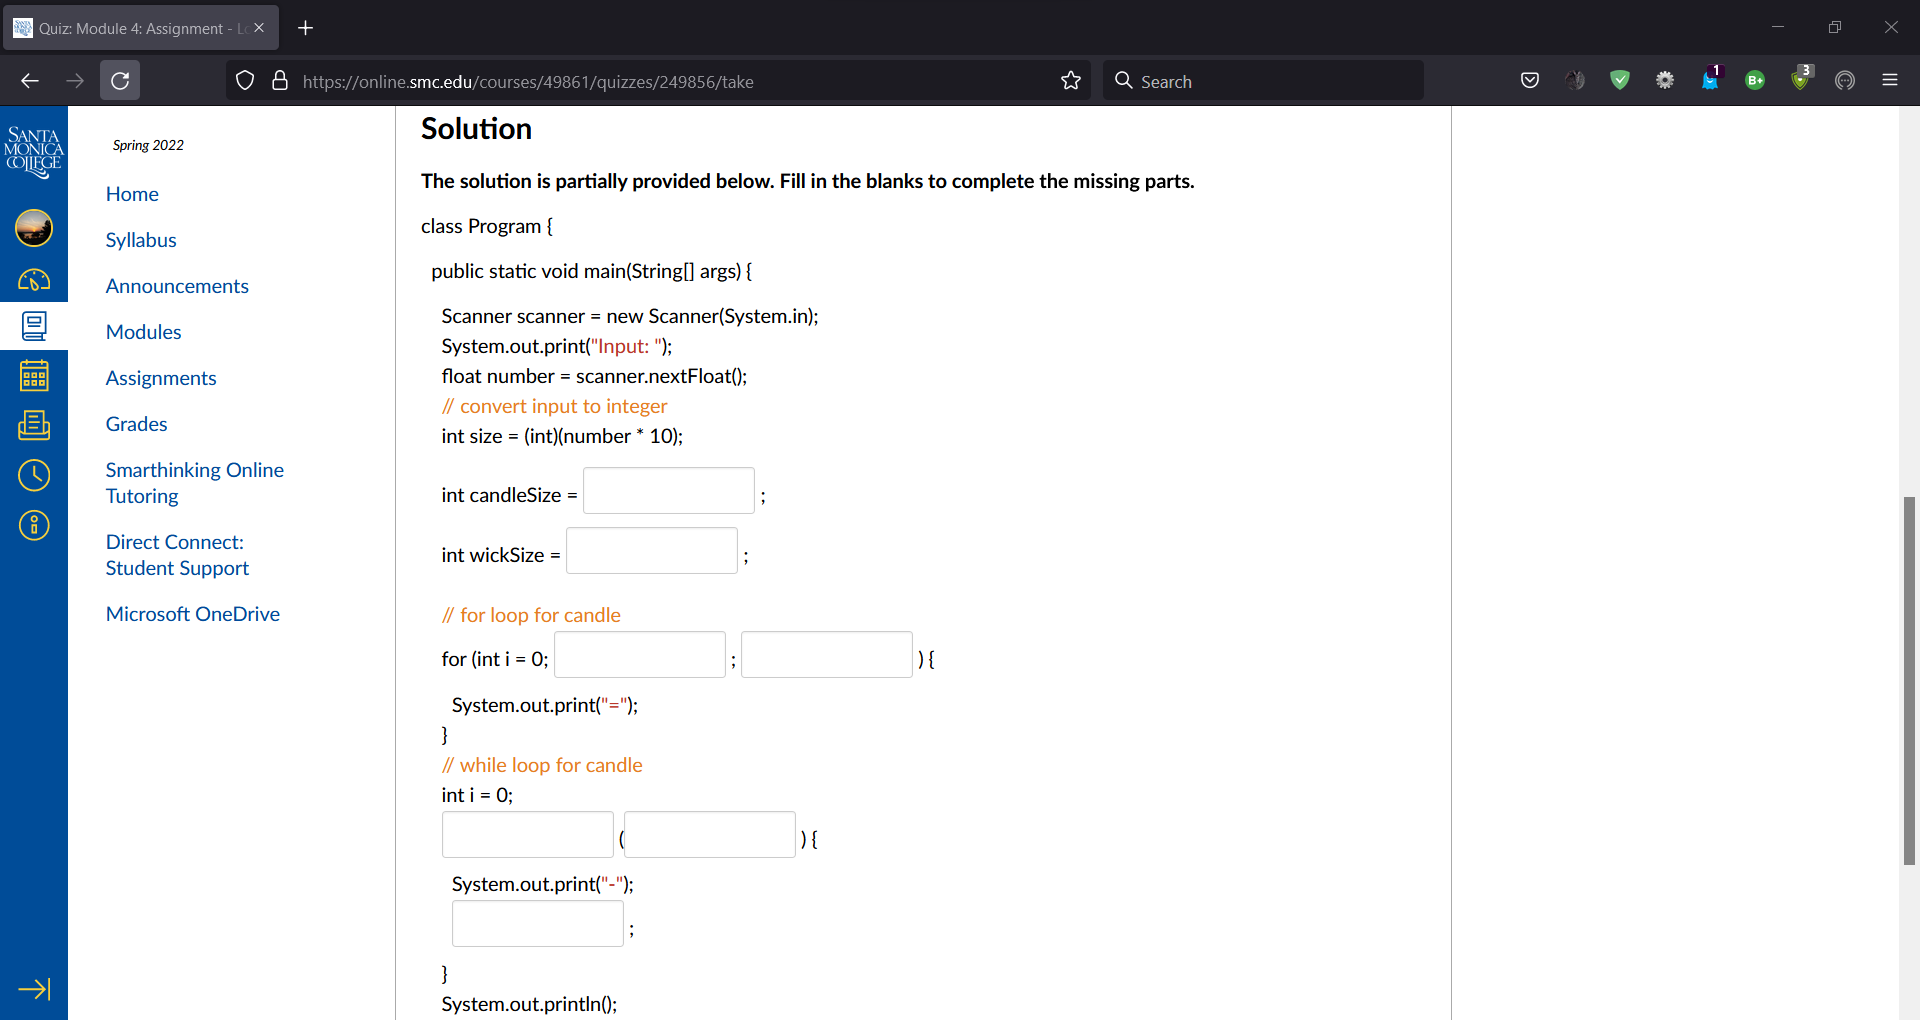 Quiz: Module 4: Assignment - Lo
https://online.smc.edu/courses/49861/quizzes/249856/take
Search
1
B+
3
SANTA
MONICA
COLLEGE
Spring 2022
Home
Syllabus
Announcements
Modules
Assignments
Grades
Smarthinking Online
Tutoring
Direct Connect:
Student Support
Microsoft OneDrive
Solution
The solution is partially provided below. Fill in the blanks to complete the missing parts.
class Program {
public static void main(String[] args) {
Scanner scanner = new Scanner(System.in);
System.out.print("Input: ");
float number = scanner.nextFloat();
// convert input to integer
int size = (int)(number * 10);
int candleSize = ;
int wickSize = ;
// for loop for candle
for (int i = 0; ; ) {
System.out.print("=");
}
// while loop for candle
int i = 0;
( ) {
System.out.print("-");
;
}
System.out.println();